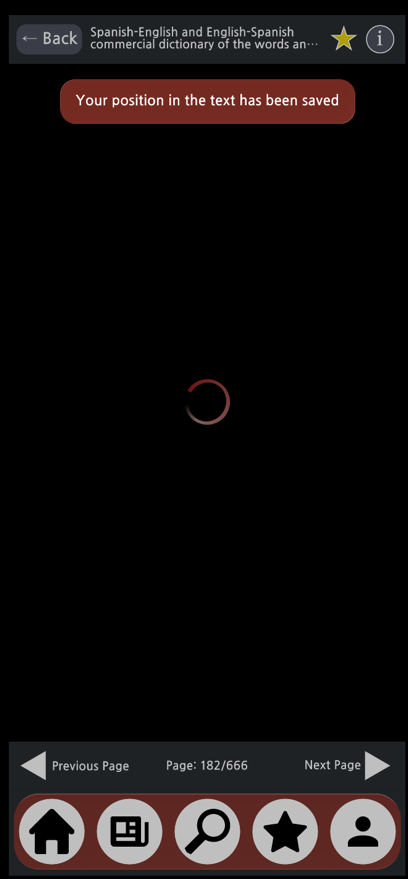 ← Back
Spanish-English and English-Spanish
commercial dictionary of the words an…
i
Your position in the text has been saved
Previous Page
Page: 182/666
Next Page